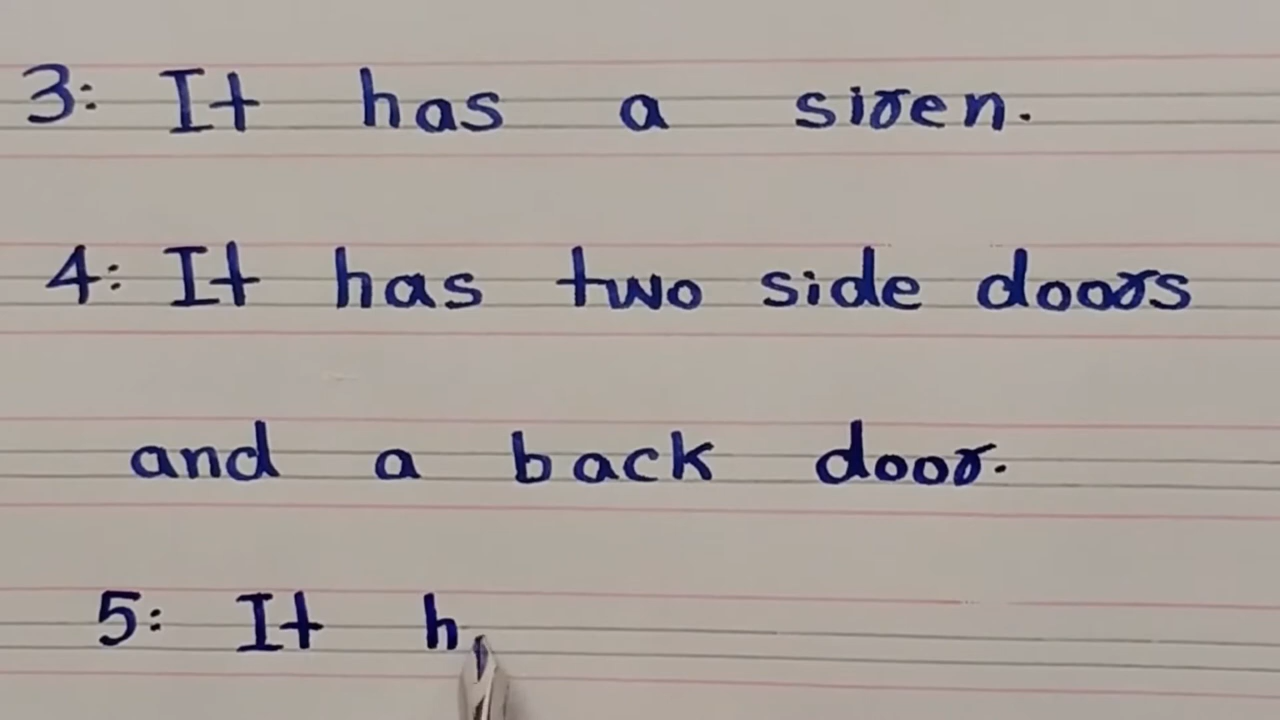 3: It has a siren.
4: It has two side doors
and a back door.
5: It h